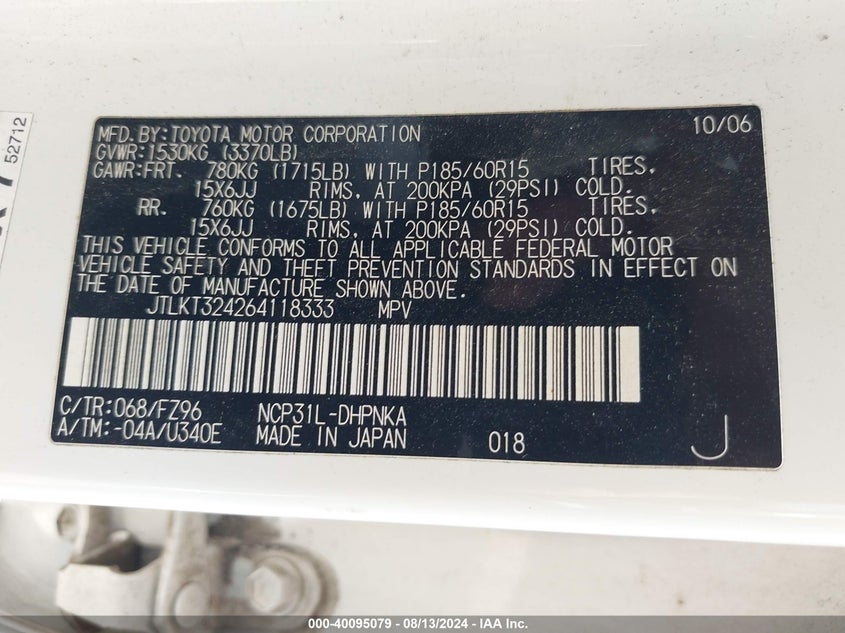 52712
MFD. BY: TOYOTA MOTOR CORPORATION 10/06
GVWR: 1530KG (3370LB)
GAWR: FRT. 780KG (1715LB) WITH P185/60R15 TIRES,
15X6JJ RIMS, AT 200KPA (29PSI) COLD.
RR. 760KG (1675LB) WITH P185/60R15 TIRES,
15X6JJ RIMS, AT 200KPA (29PSI) COLD.
THIS VEHICLE CONFORMS TO ALL APPLICABLE FEDERAL MOTOR
VEHICLE SAFETY AND THEFT PREVENTION STANDARDS IN EFFECT ON
THE DATE OF MANUFACTURE SHOWN ABOVE.
JTLKT324264118333 MPV
C/TR: 068/FZ96 NCP31L-DHPNKA
A/TM: -04A/U340E MADE IN JAPAN 018 J
000-40095079 - 08/13/2024 - IAA Inc.